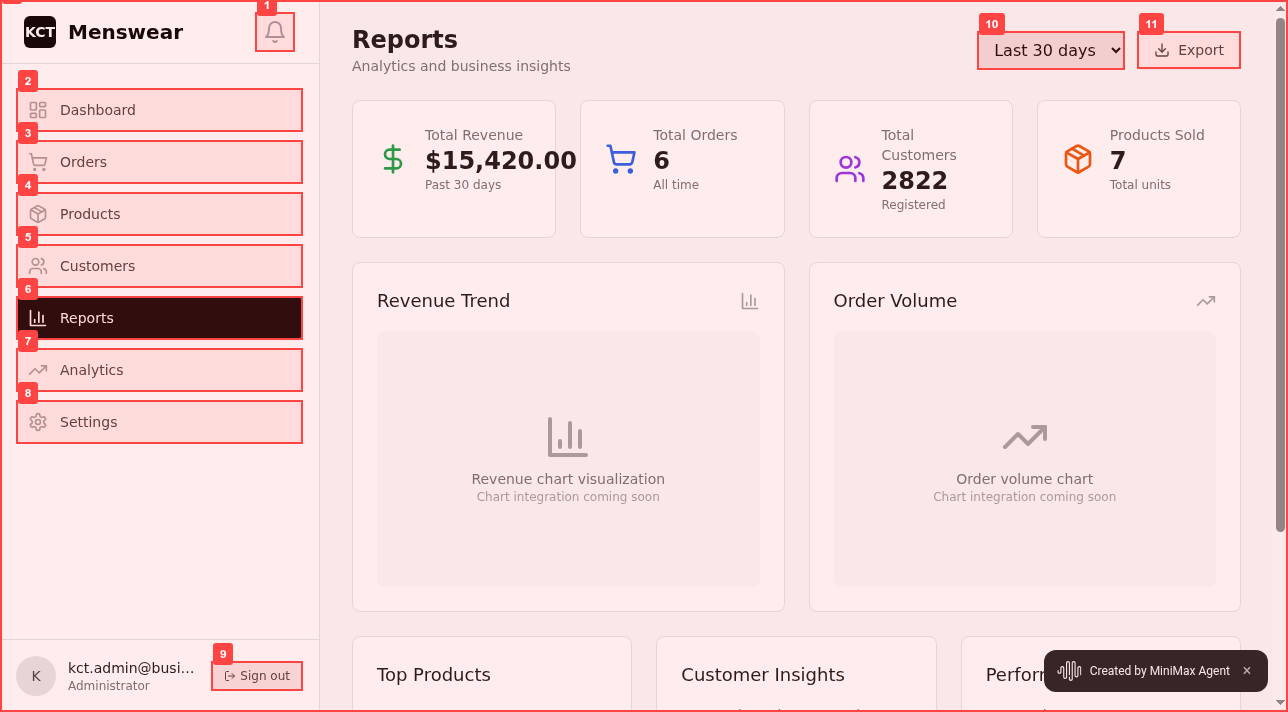 KCT Menswear
1
2
Dashboard
3
Orders
4
Products
5
Customers
6
Reports
7
Analytics
8
Settings
K
kct.admin@busi...
Administrator
9
Sign out
Reports
Analytics and business insights
10
Last 30 days
11
Export
Total Revenue
$15,420.00
Past 30 days
Total Orders
6
All time
Total
Customers
2822
Registered
Products Sold
7
Total units
Revenue Trend
Revenue chart visualization
Chart integration coming soon
Order Volume
Order volume chart
Chart integration coming soon
Top Products
Customer Insights
Perfor
Created by MiniMax Agent ×